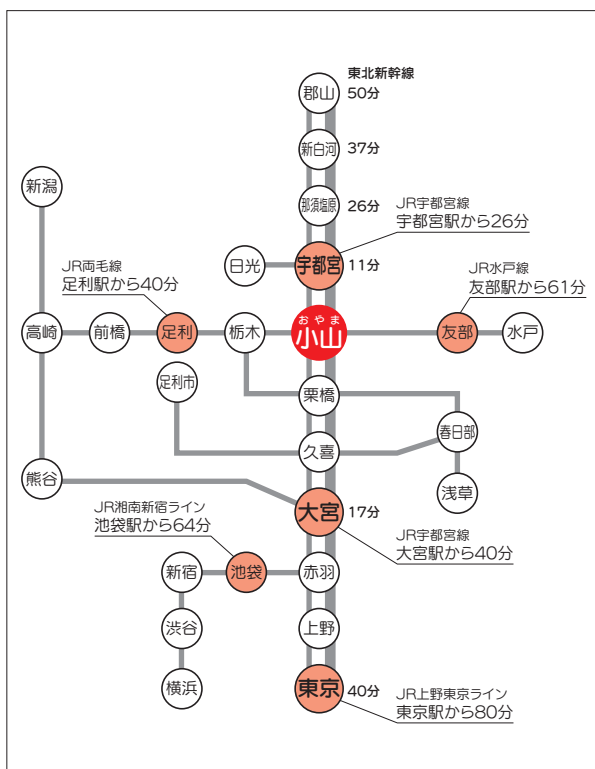 東北新幹線
郡山 50分
新白河 37分
新潟
那須塩原 26分
JR宇都宮線
宇都宮駅から26分
日光
宇都宮 11分
JR両毛線
足利駅から40分
JR水戸線
友部駅から61分
おやま
高崎 前橋 足利 栃木 小山 友部 水戸
足利市
栗橋
春日部
久喜
熊谷
浅草
JR湘南新宿ライン
池袋駅から64分
大宮 17分
JR宇都宮線
大宮駅から40分
新宿 池袋 赤羽
渋谷
上野
横浜
東京 40分
JR上野東京ライン
東京駅から80分